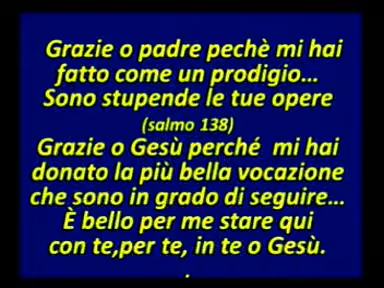 Grazie o padre pechè mi hai
fatto come un prodigio...
Sono stupende le tue opere
(salmo 138)
Grazie o Gesù perché mi hai
donato la più bella vocazione
che sono in grado di seguire...
È bello per me stare qui
con te,per te, in te o Gesù.
.